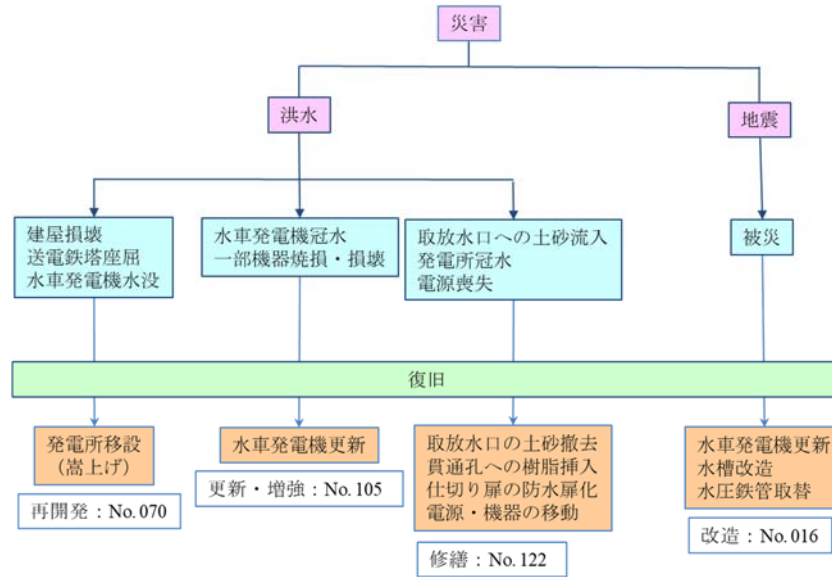 災害
洪水
地震
建屋損壊
送電鉄塔座屈
水車発電機水没
水車発電機冠水
一部機器焼損・損壊
取放水口への土砂流入
発電所冠水
電源喪失
被災
復旧
発電所移設
(嵩上げ)
再開発：No.070
水車発電機更新
更新・増強：No.105
取放水口の土砂撤去
貫通孔への樹脂挿入
仕切り扉の防水扉化
電源・機器の移動
修繕：No.122
水車発電機更新
水槽改造
水圧鉄管取替
改造：No.016